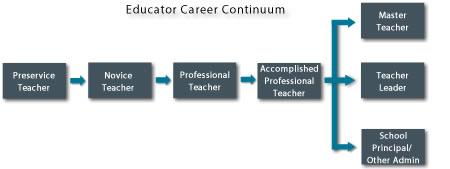 Educator Career Continuum
Preservice
Teacher
Novice
Teacher
Professional
Teacher
Accomplished
Professional
Teacher
Master
Teacher
Teacher
Leader
School
Principal/
Other Admin